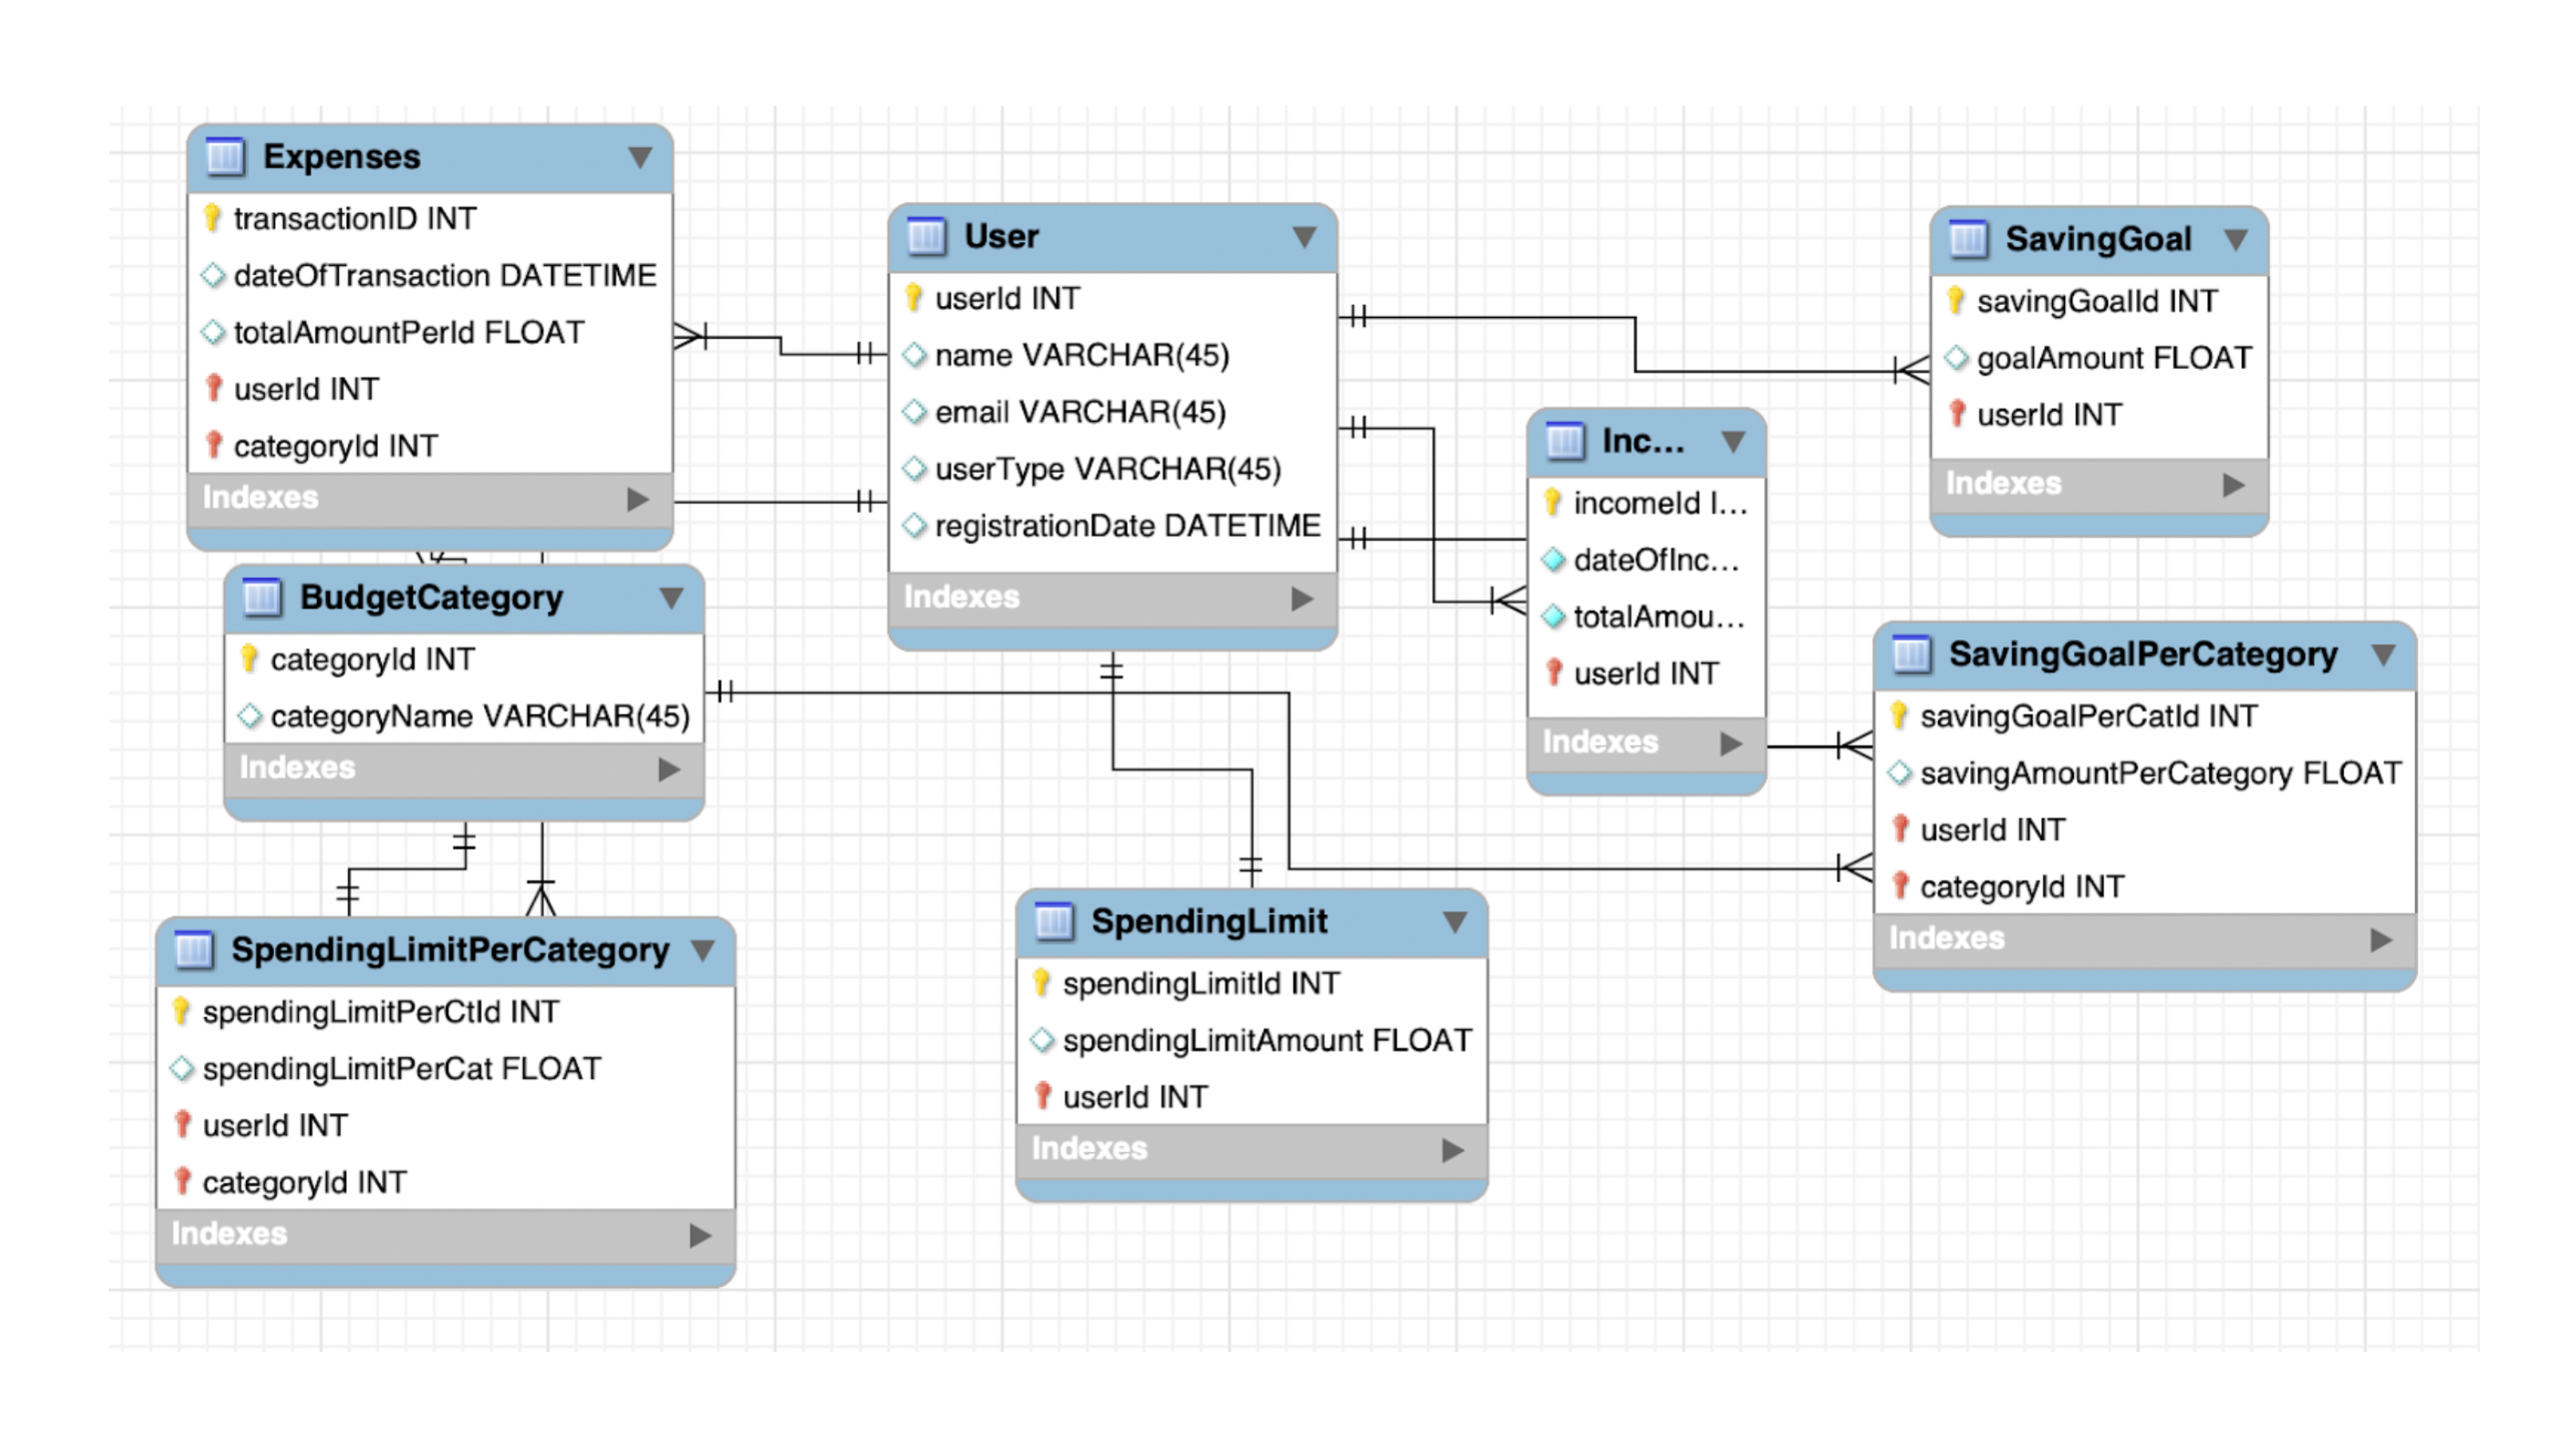 Expenses
transactionID INT
dateOfTransaction DATETIME
totalAmountPerId FLOAT
userId INT
categoryId INT
Indexes
User
userId INT
name VARCHAR(45)
email VARCHAR(45)
userType VARCHAR(45)
registrationDate DATETIME
Indexes
SavingGoal
savingGoalId INT
goalAmount FLOAT
userId INT
Indexes
Inc...
incomeId I...
dateOfInc...
totalAmou...
userId INT
Indexes
BudgetCategory
categoryId INT
categoryName VARCHAR(45)
Indexes
SavingGoalPerCategory
savingGoalPerCatId INT
savingAmountPerCategory FLOAT
userId INT
categoryId INT
Indexes
SpendingLimitPerCategory
spendingLimitPerCtId INT
spendingLimitPerCat FLOAT
userId INT
categoryId INT
Indexes
SpendingLimit
spendingLimitId INT
spendingLimitAmount FLOAT
userId INT
Indexes